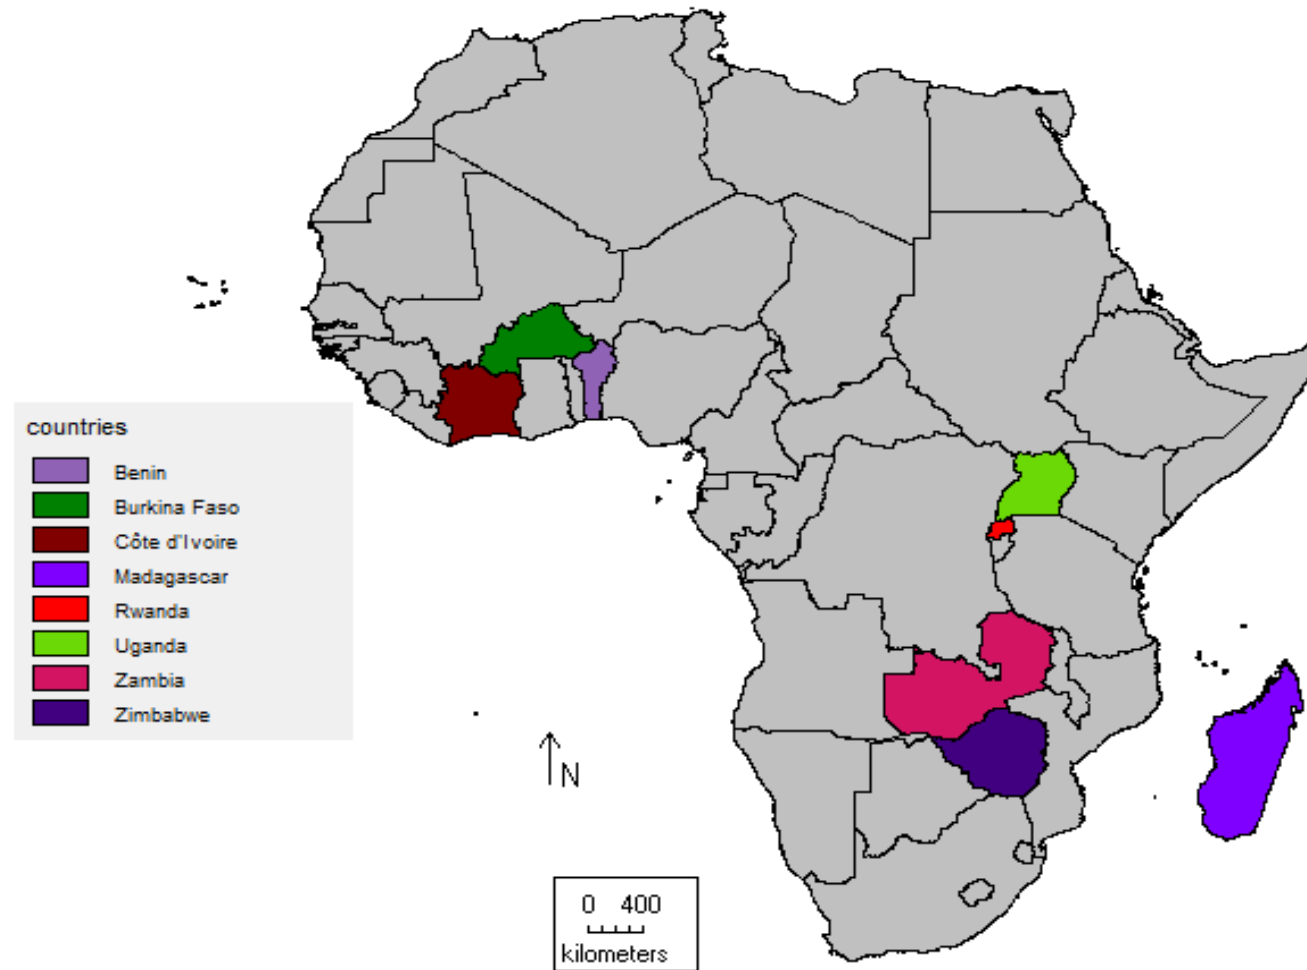 countries
Benin
Burkina Faso
Côte d'Ivoire
Madagascar
Rwanda
Uganda
Zambia
Zimbabwe
N
0 400
kilometers